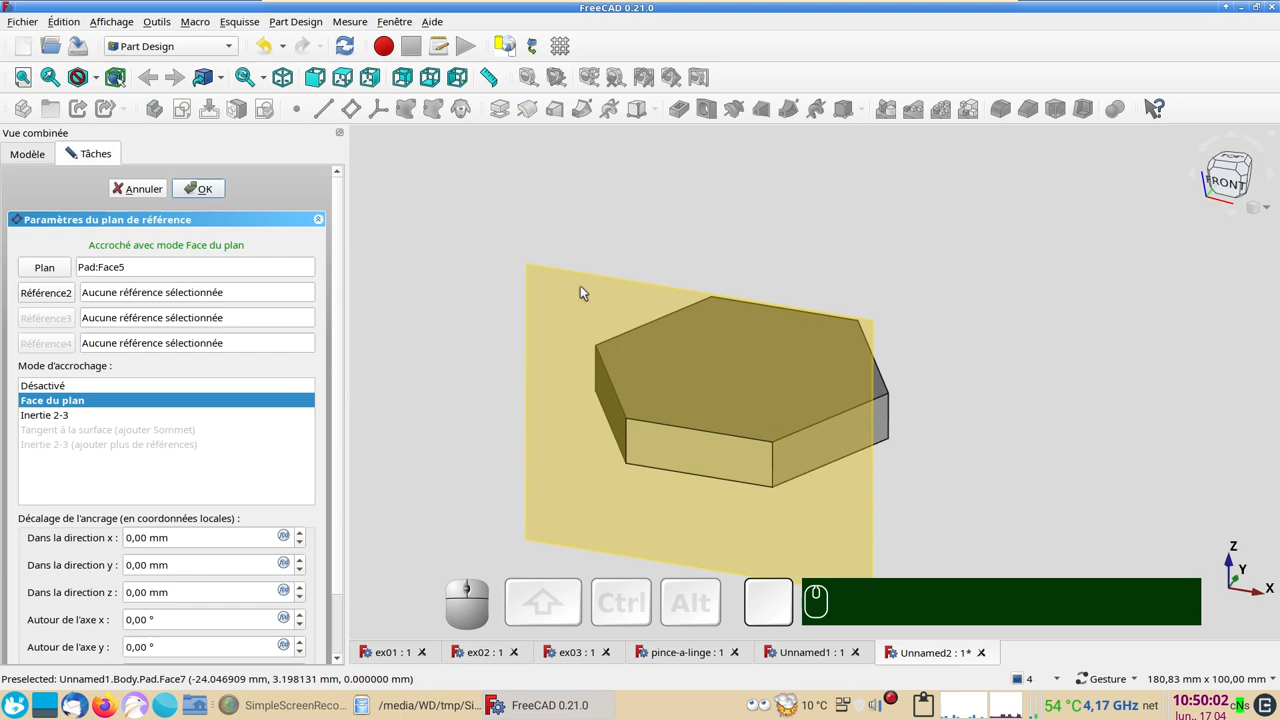 FreeCAD 0.21.0
Fichier Édition Affichage Outils Macro Esquisse Part Design Mesure Fenêtre Aide
Part Design
Vue combinée
Modèle Tâches
Annuler OK
Paramètres du plan de référence
Accroché avec mode Face du plan
Plan Pad:Face5
Référence2 Aucune référence sélectionnée
Référence3 Aucune référence sélectionnée
Référence4 Aucune référence sélectionnée
Mode d'accrochage :
Désactivé
Face du plan
Inertie 2-3
Tangent à la surface (ajouter Sommet)
Inertie 2-3 (ajouter plus de références)
Décalage de l'ancrage (en coordonnées locales) :
Dans la direction x : 0,00 mm
Dans la direction y : 0,00 mm
Dans la direction z : 0,00 mm
Autour de l'axe x : 0,00 °
Autour de l'axe y : 0,00 °
TOP
FRONT
Z
Y
X
Ctrl Alt
ex01 : 1 ex02 : 1 ex03 : 1 pince-a-linge : 1 Unnamed1 : 1 Unnamed2 : 1*
Preselected: Unnamed1.Body.Pad.Face7 (-24.046909 mm, 3.198131 mm, 0.000000 mm) 4 Gesture 180,83 mm x 100,00 mm
SimpleScreenReco... /media/WD/tmp/Si... FreeCAD 0.21.0 10 °C 54 °C 4,17 GHz net 10:50:02
lun.. 17 04